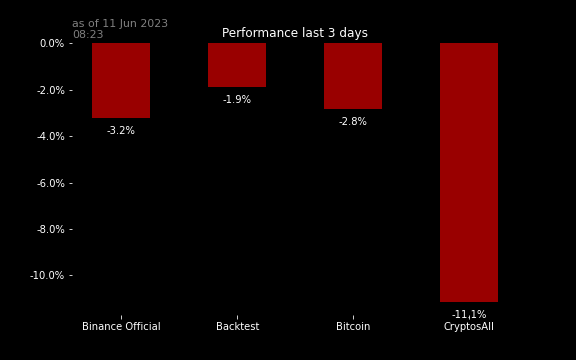 as of 11 Jun 2023
08:23
Performance last 3 days
0.0%
-2.0%
-4.0%
-6.0%
-8.0%
-10.0%
-3.2%
-1.9%
-2.8%
-11.1%
Binance Official
Backtest
Bitcoin
CryptosAll